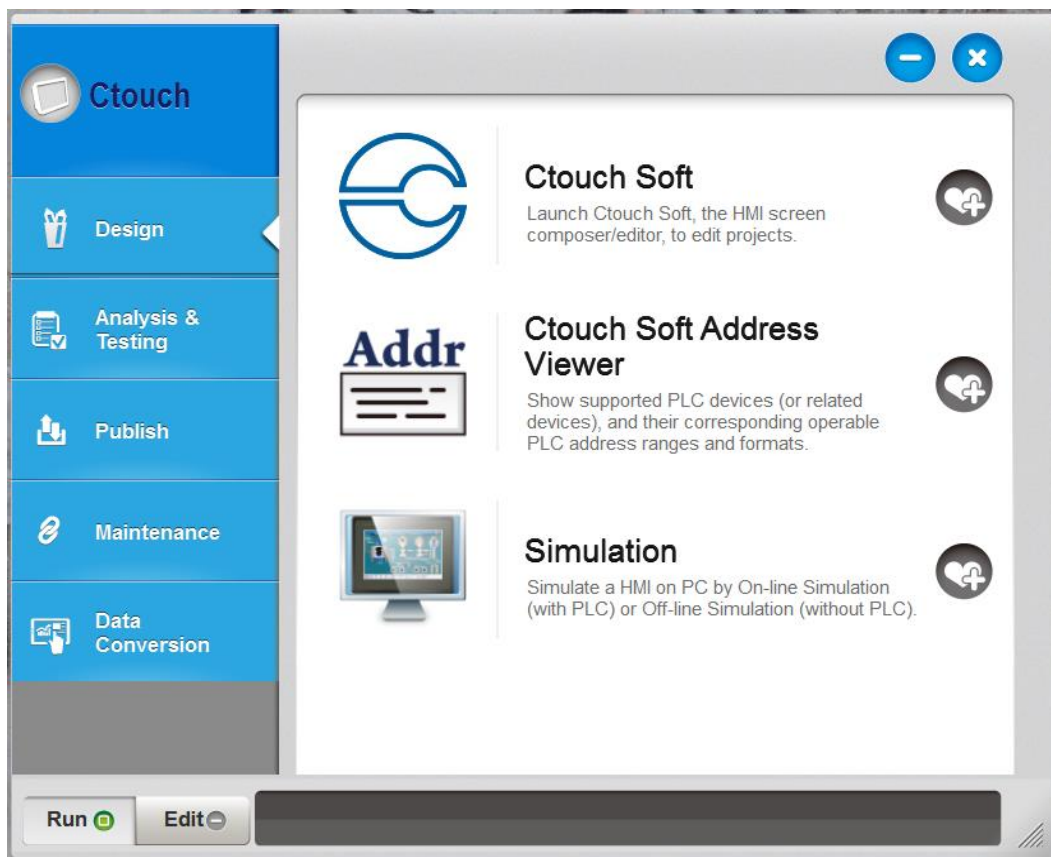 Ctouch
Design
Analysis &
Testing
Publish
Maintenance
Data
Conversion
Ctouch Soft
Launch Ctouch Soft, the HMI screen
composer/editor, to edit projects.
Addr
Ctouch Soft Address
Viewer
Show supported PLC devices (or related
devices), and their corresponding operable
PLC address ranges and formats.
Simulation
Simulate a HMI on PC by On-line Simulation
(with PLC) or Off-line Simulation (without PLC).
Run
Edit